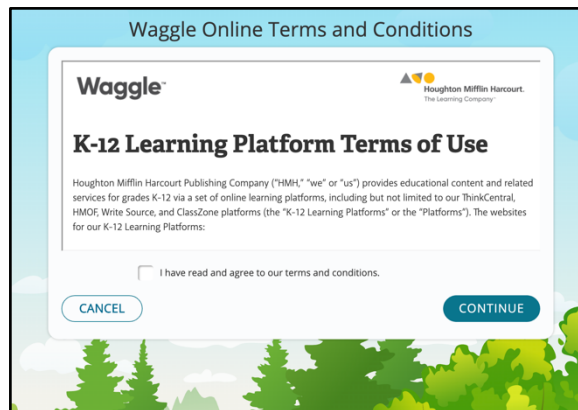 Waggle Online Terms and Conditions
Waggle™
Houghton Mifflin Harcourt.
The Learning Company™
K-12 Learning Platform Terms of Use
Houghton Mifflin Harcourt Publishing Company ("HMH," "we" or "us") provides educational content and related
services for grades K-12 via a set of online learning platforms, including but not limited to our ThinkCentral,
HMOF, Write Source, and ClassZone platforms (the "K-12 Learning Platforms" or the "Platforms"). The websites
for our K-12 Learning Platforms:
I have read and agree to our terms and conditions.
CANCEL
CONTINUE